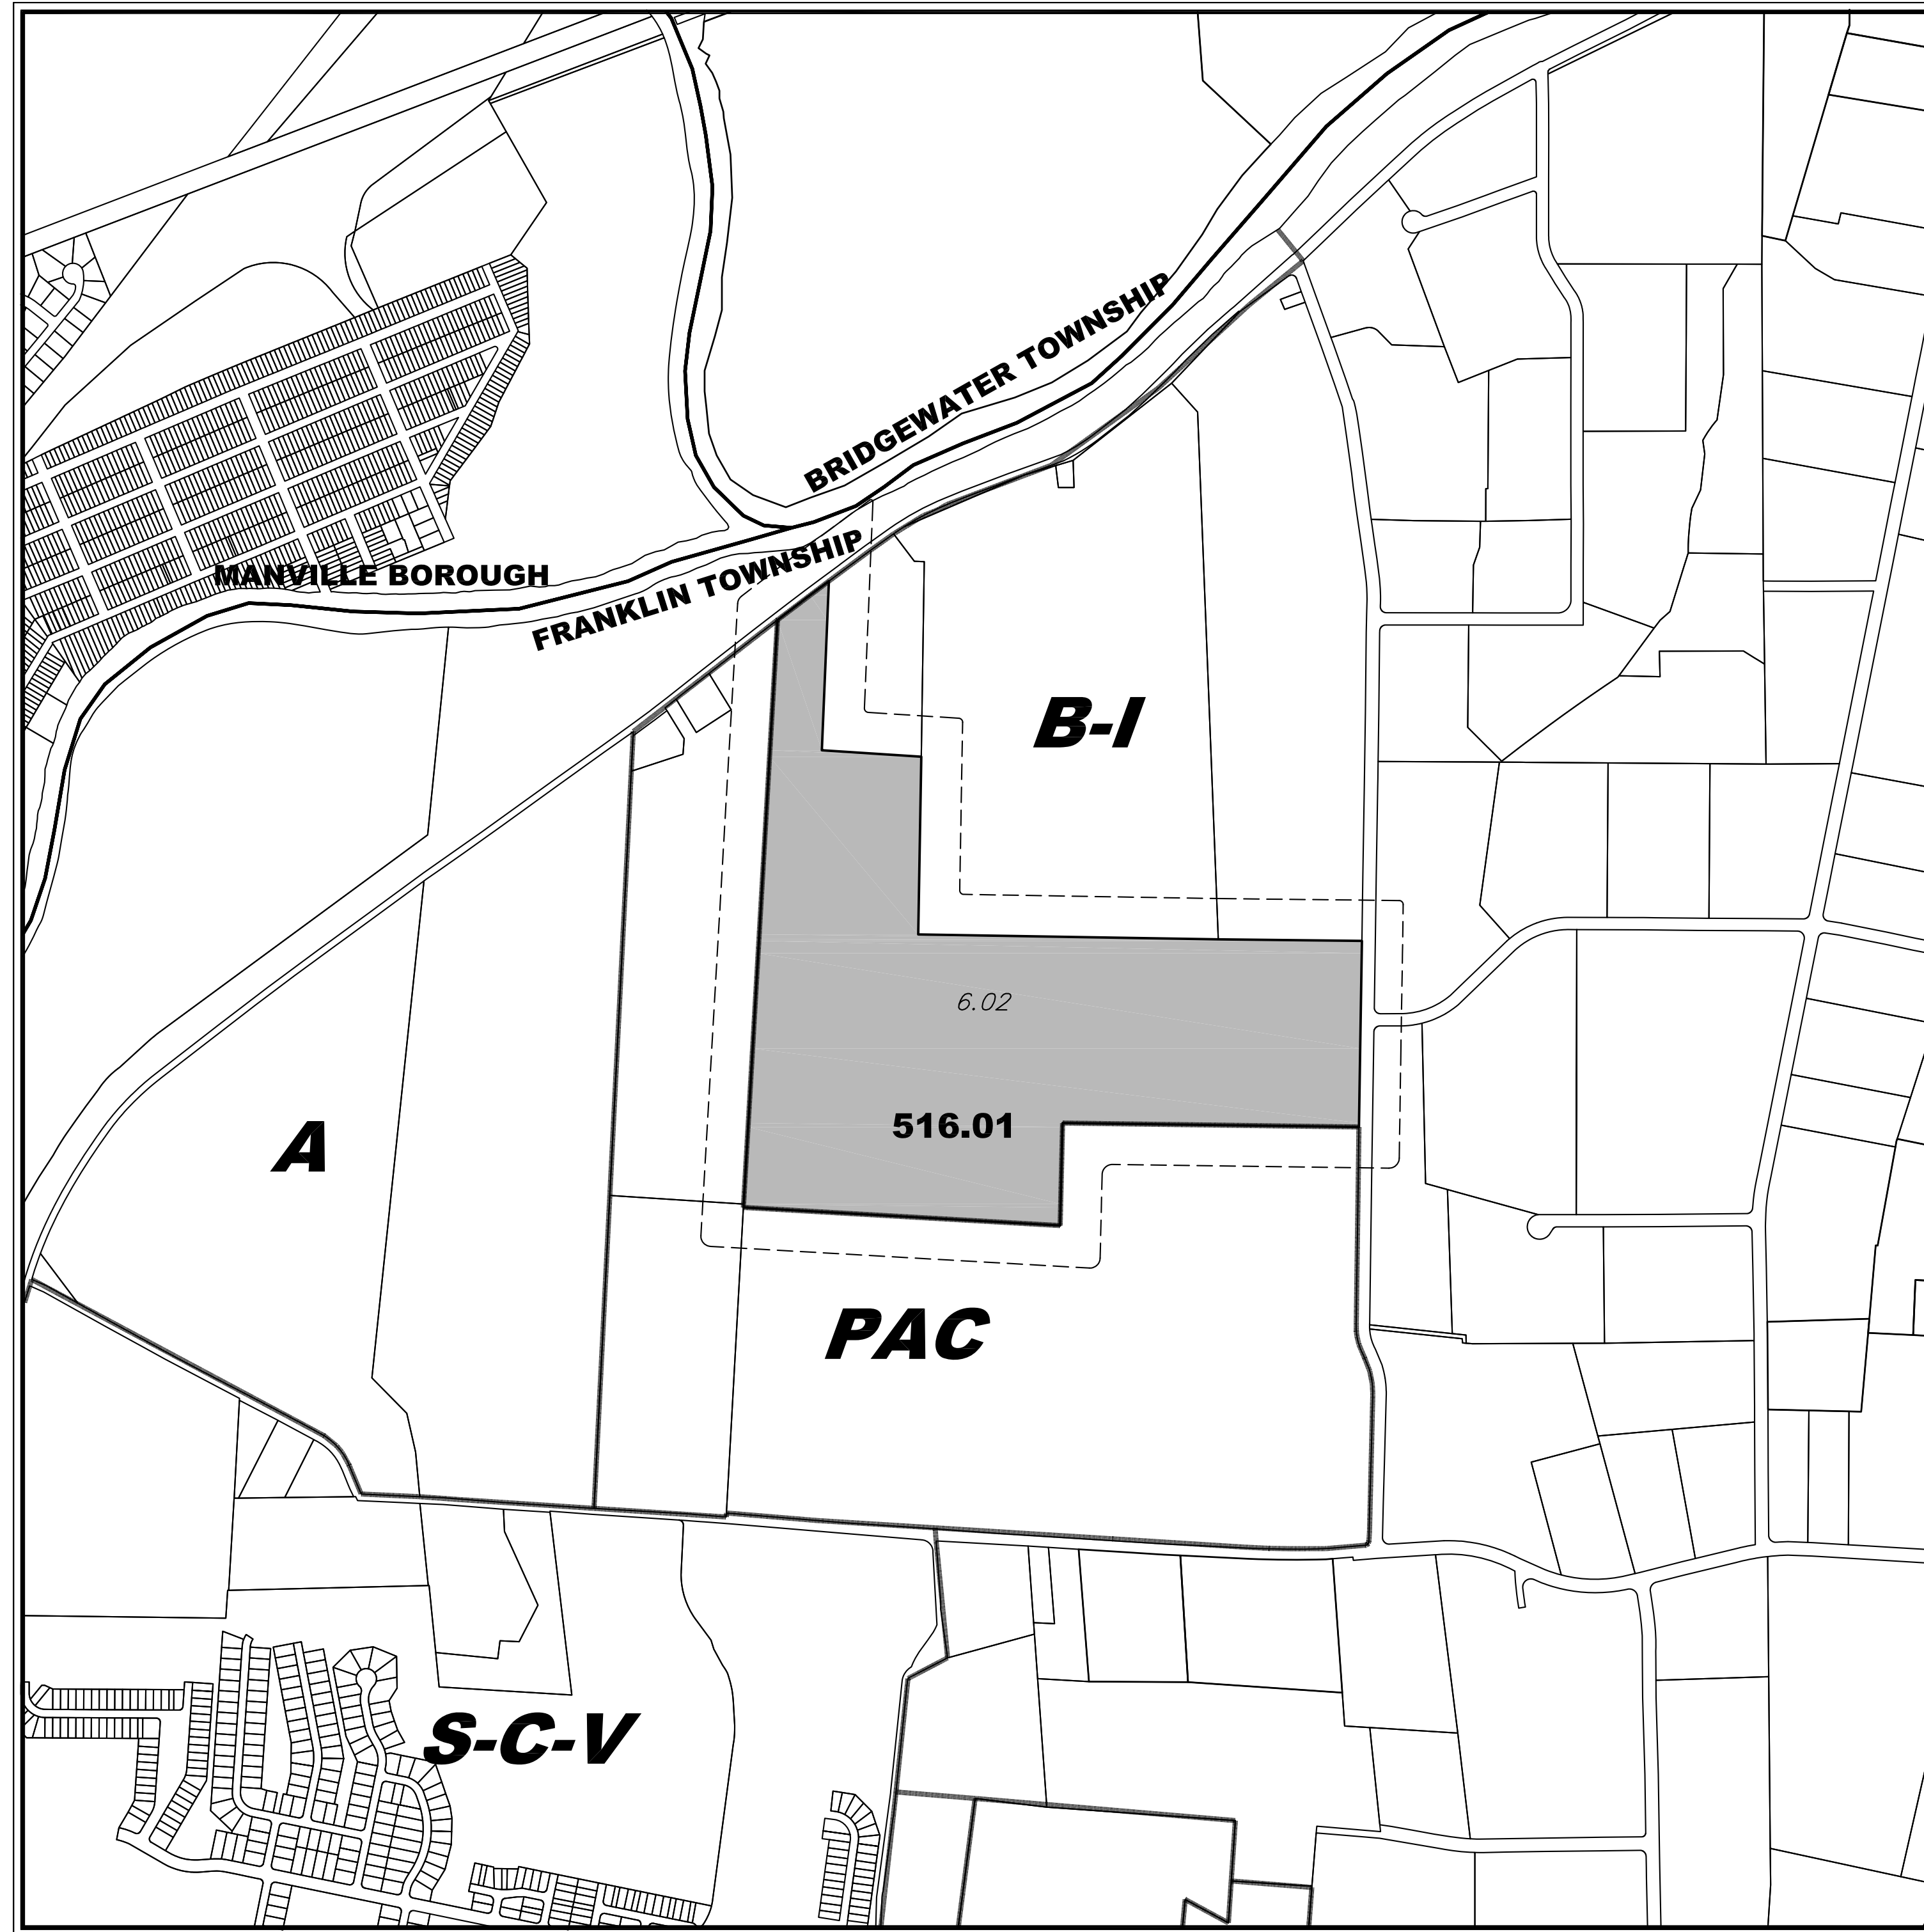 BRIDGEWATER TOWNSHIP
MANVILLE BOROUGH
FRANKLIN TOWNSHIP
B-I
6.02
516.01
A
PAC
S-C-V